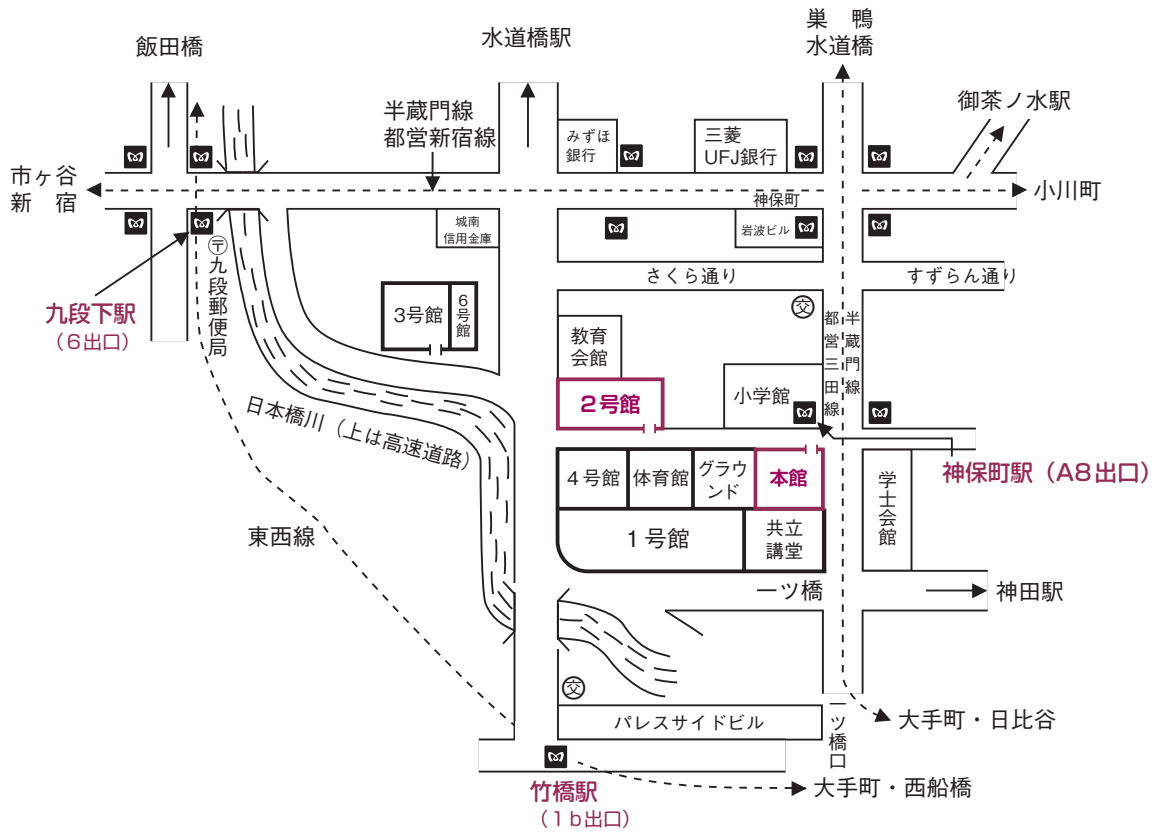 飯田橋
水道橋駅
巣 鴨
水道橋
御茶ノ水駅
半蔵門線
都営新宿線
みずほ
銀行
三菱
UFJ銀行
市ヶ谷
新 宿
小川町
神保町
城南
信用金庫
岩波ビル
〒九段郵便局
さくら通り
すずらん通り
九段下駅
(6出口)
3号館
6号館
交
都営三田線
半蔵門線
教育
会館
小学館
2号館
日本橋川(上は高速道路)
神保町駅(A8出口)
4号館
体育館
グラウ
ンド
本館
学士会館
1号館
共立
講堂
東西線
一ツ橋
神田駅
交
パレスサイドビル
一ツ橋口
大手町・日比谷
竹橋駅
(1b出口)
大手町・西船橋